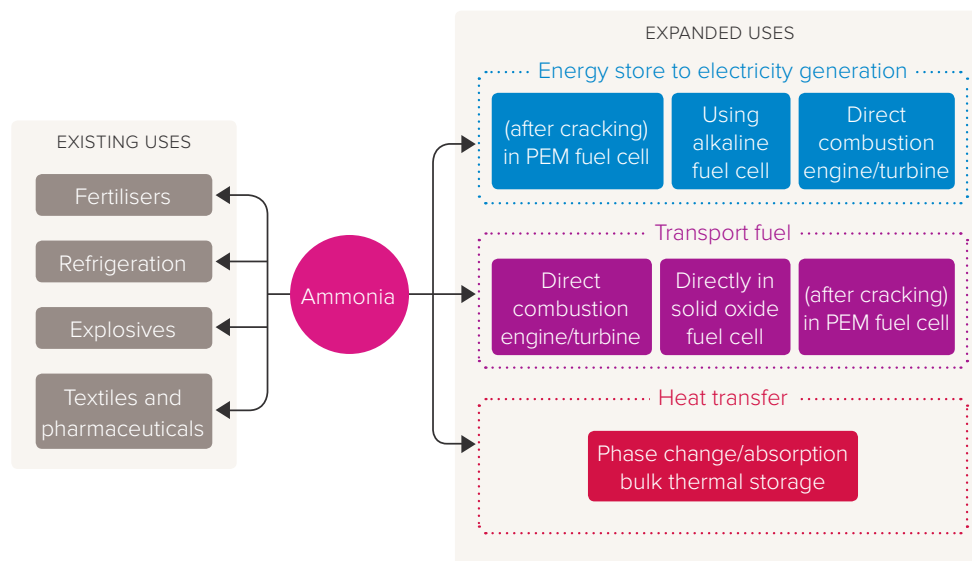 EXISTING USES
Fertilisers
Refrigeration
Explosives
Textiles and
pharmaceuticals
Ammonia
EXPANDED USES
Energy store to electricity generation
(after cracking)
in PEM fuel cell
Using
alkaline
fuel cell
Direct
combustion
engine/turbine
Transport fuel
Direct
combustion
engine/turbine
Directly in
solid oxide
fuel cell
(after cracking)
in PEM fuel cell
Heat transfer
Phase change/absorption
bulk thermal storage